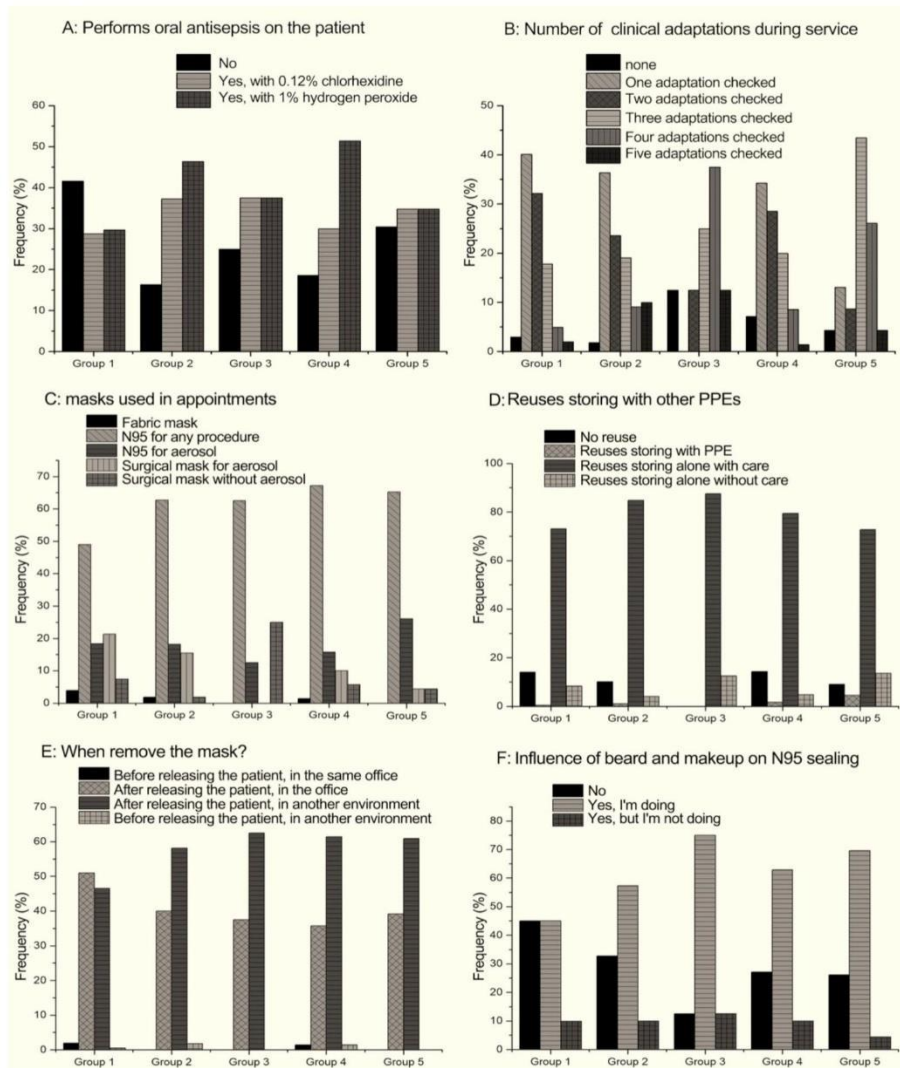 A: Performs oral antisepsis on the patient
No
Yes, with 0.12% chlorhexidine
Yes, with 1% hydrogen peroxide
60
50
40
30
20
10
0
Frequency (%)
Group 1 Group 2 Group 3 Group 4 Group 5
B: Number of clinical adaptations during service
none
One adaptation checked
Two adaptations checked
Three adaptations checked
Four adaptations checked
Five adaptations checked
50
40
30
20
10
0
Frequency (%)
Group 1 Group 2 Group 3 Group 4 Group 5
C: masks used in appointments
Fabric mask
N95 for any procedure
N95 for aerosol
Surgical mask for aerosol
Surgical mask without aerosol
70
60
50
40
30
20
10
0
Frequency (%)
Group 1 Group 2 Group 3 Group 4 Group 5
D: Reuses storing with other PPEs
No reuse
Reuses storing with PPE
Reuses storing alone with care
Reuses storing alone without care
100
80
60
40
20
0
Frequency (%)
Group 1 Group 2 Group 3 Group 4 Group 5
E: When remove the mask?
Before releasing the patient, in the same office
After releasing the patient, in the office
After releasing the patient, in another environment
Before releasing the patient, in another environment
70
60
50
40
30
20
10
0
Frequency (%)
Group 1 Group 2 Group 3 Group 4 Group 5
F: Influence of beard and makeup on N95 sealing
No
Yes, I'm doing
Yes, but I'm not doing
80
70
60
50
40
30
20
10
0
Frequency (%)
Group 1 Group 2 Group 3 Group 4 Group 5